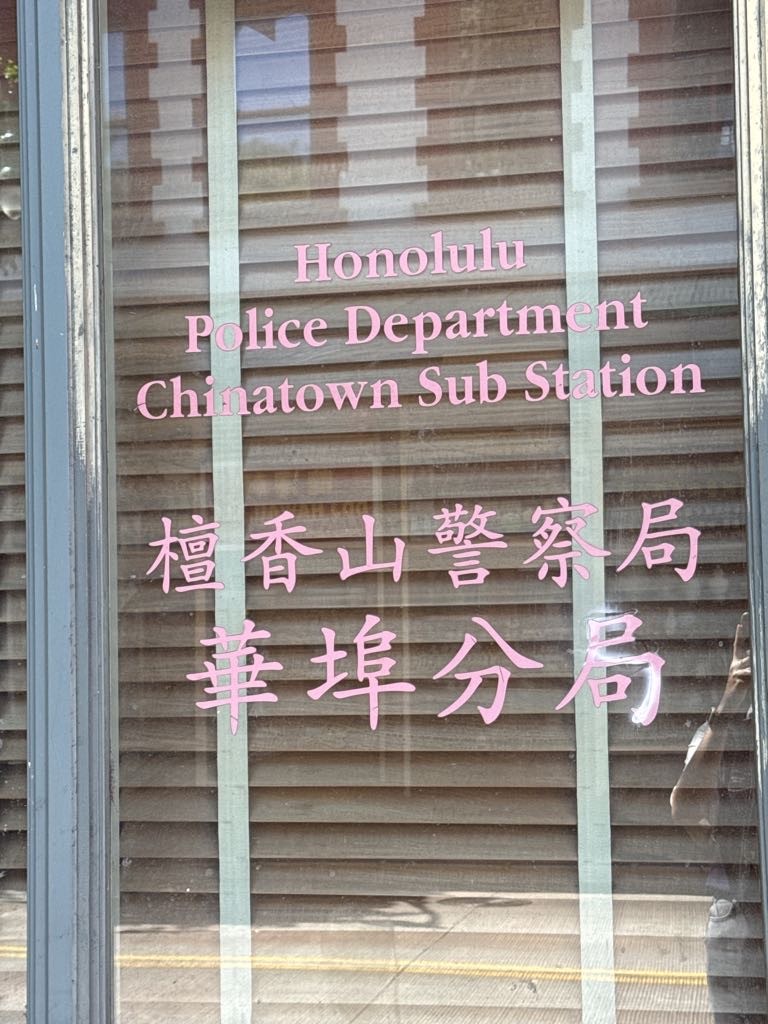 Honolulu
Police Department
Chinatown Sub Station
檀香山警察局
華埠分局